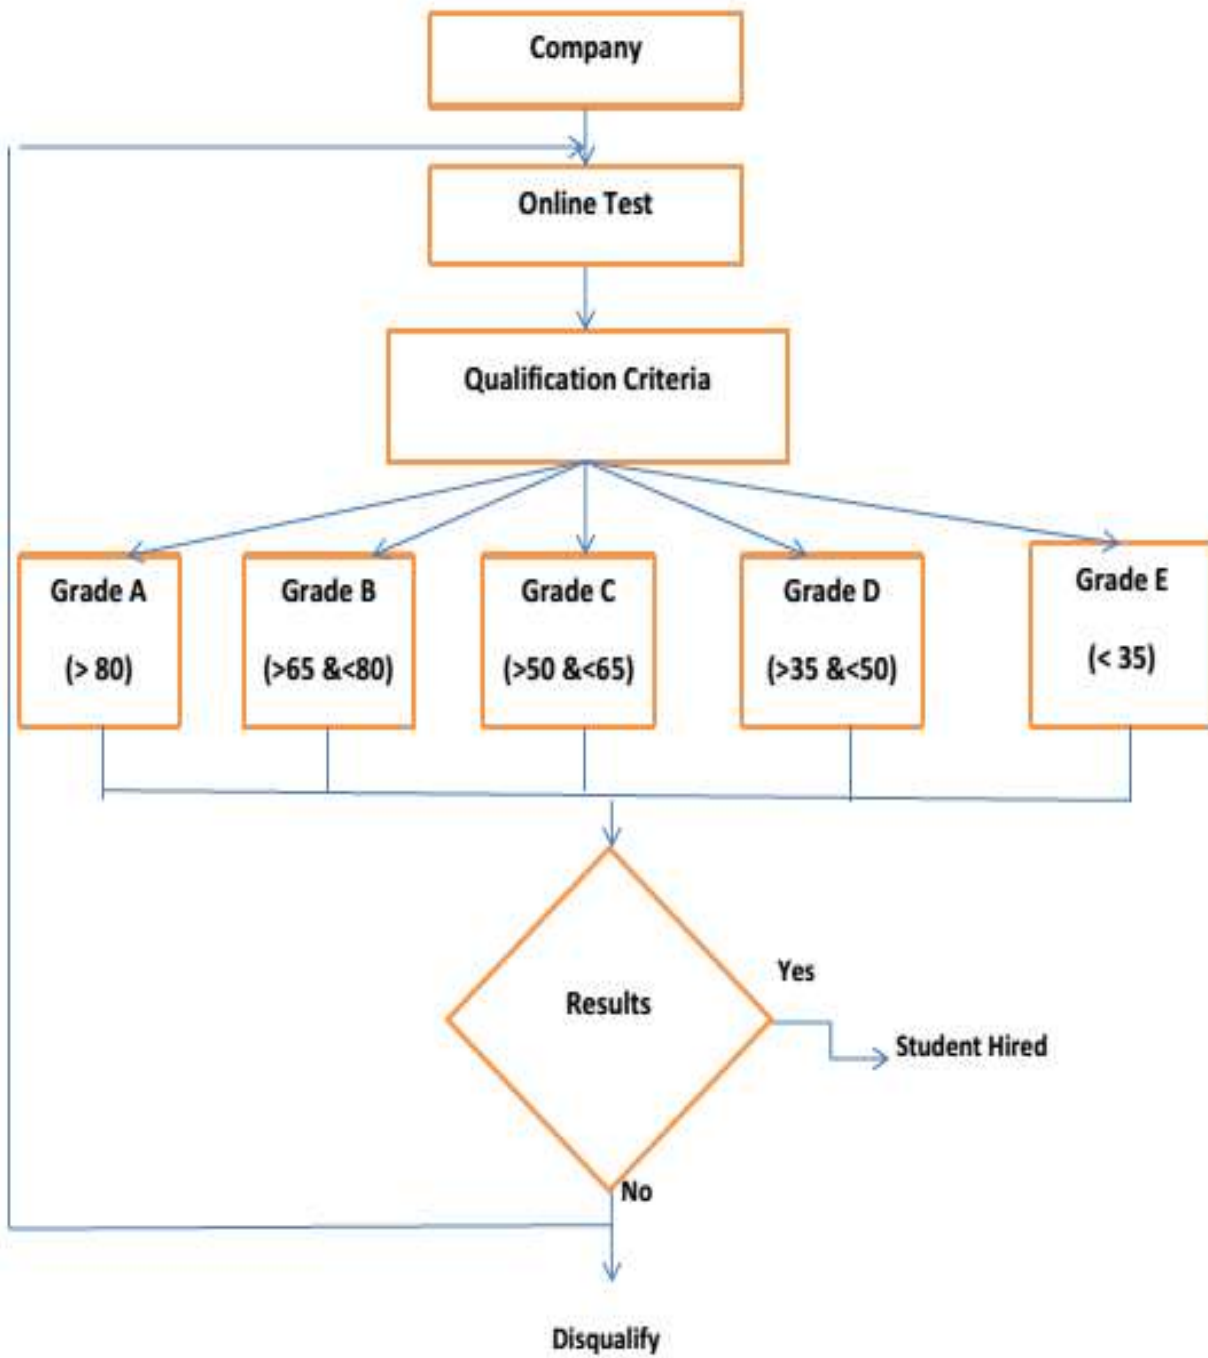 Company
Online Test
Qualification Criteria
Grade A
(> 80)
Grade B
(>65 &<80)
Grade C
(>50 &<65)
Grade D
(>35 &<50)
Grade E
(< 35)
Results
Yes
Student Hired
No
Disqualify